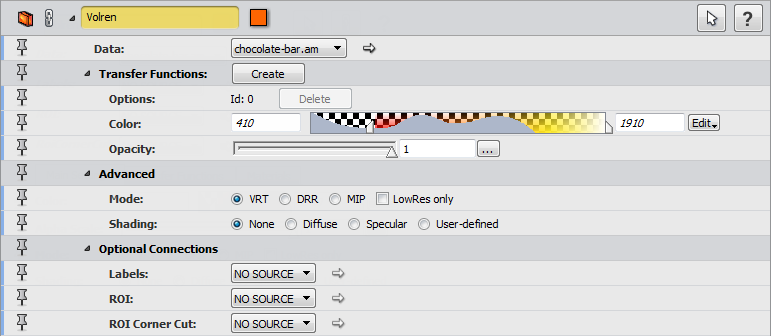 Volren ?
Data: chocolate-bar.am
Transfer Functions: Create
Options: Id: 0 Delete
Color: 410 1910 Edit
Opacity: 1 ...
Advanced
Mode: VRT DRR MIP LowRes only
Shading: None Diffuse Specular User-defined
Optional Connections
Labels: NO SOURCE
ROI: NO SOURCE
ROI Corner Cut: NO SOURCE